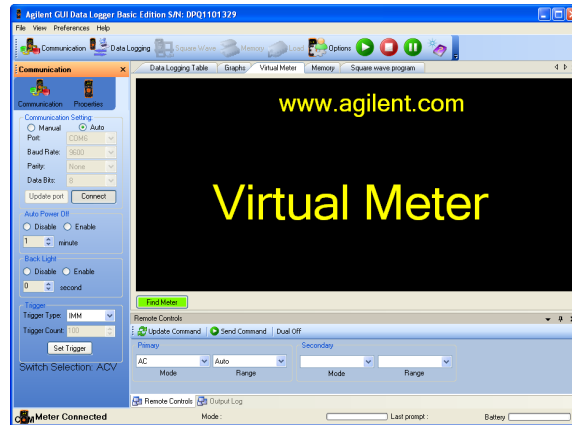 Agilent GUI Data Logger Basic Edition S/N: DPQ1101329
File View Preferences Help
Communication Data Logging Square Wave Memory Load Options
Communication
Data Logging Table Graphs Virtual Meter Memory Square wave program
Communication Properties
Communication Setting:
Manual Auto
Port: COM6
Baud Rate: 9600
Parity: None
Data Bits: 8
Update port Connect
Auto Power Off
Disable Enable
1 minute
Back Light
Disable Enable
0 second
Trigger
Trigger Type: IMM
Trigger Count: 100
Set Trigger
Switch Selection: ACV
www.agilent.com
Virtual Meter
Find Meter
Remote Controls
Update Command Send Command Dual Off
Primary Secondary
AC Auto
Mode Range Mode Range
Remote Controls Output Log
COM Meter Connected Mode : Last prompt : Battery